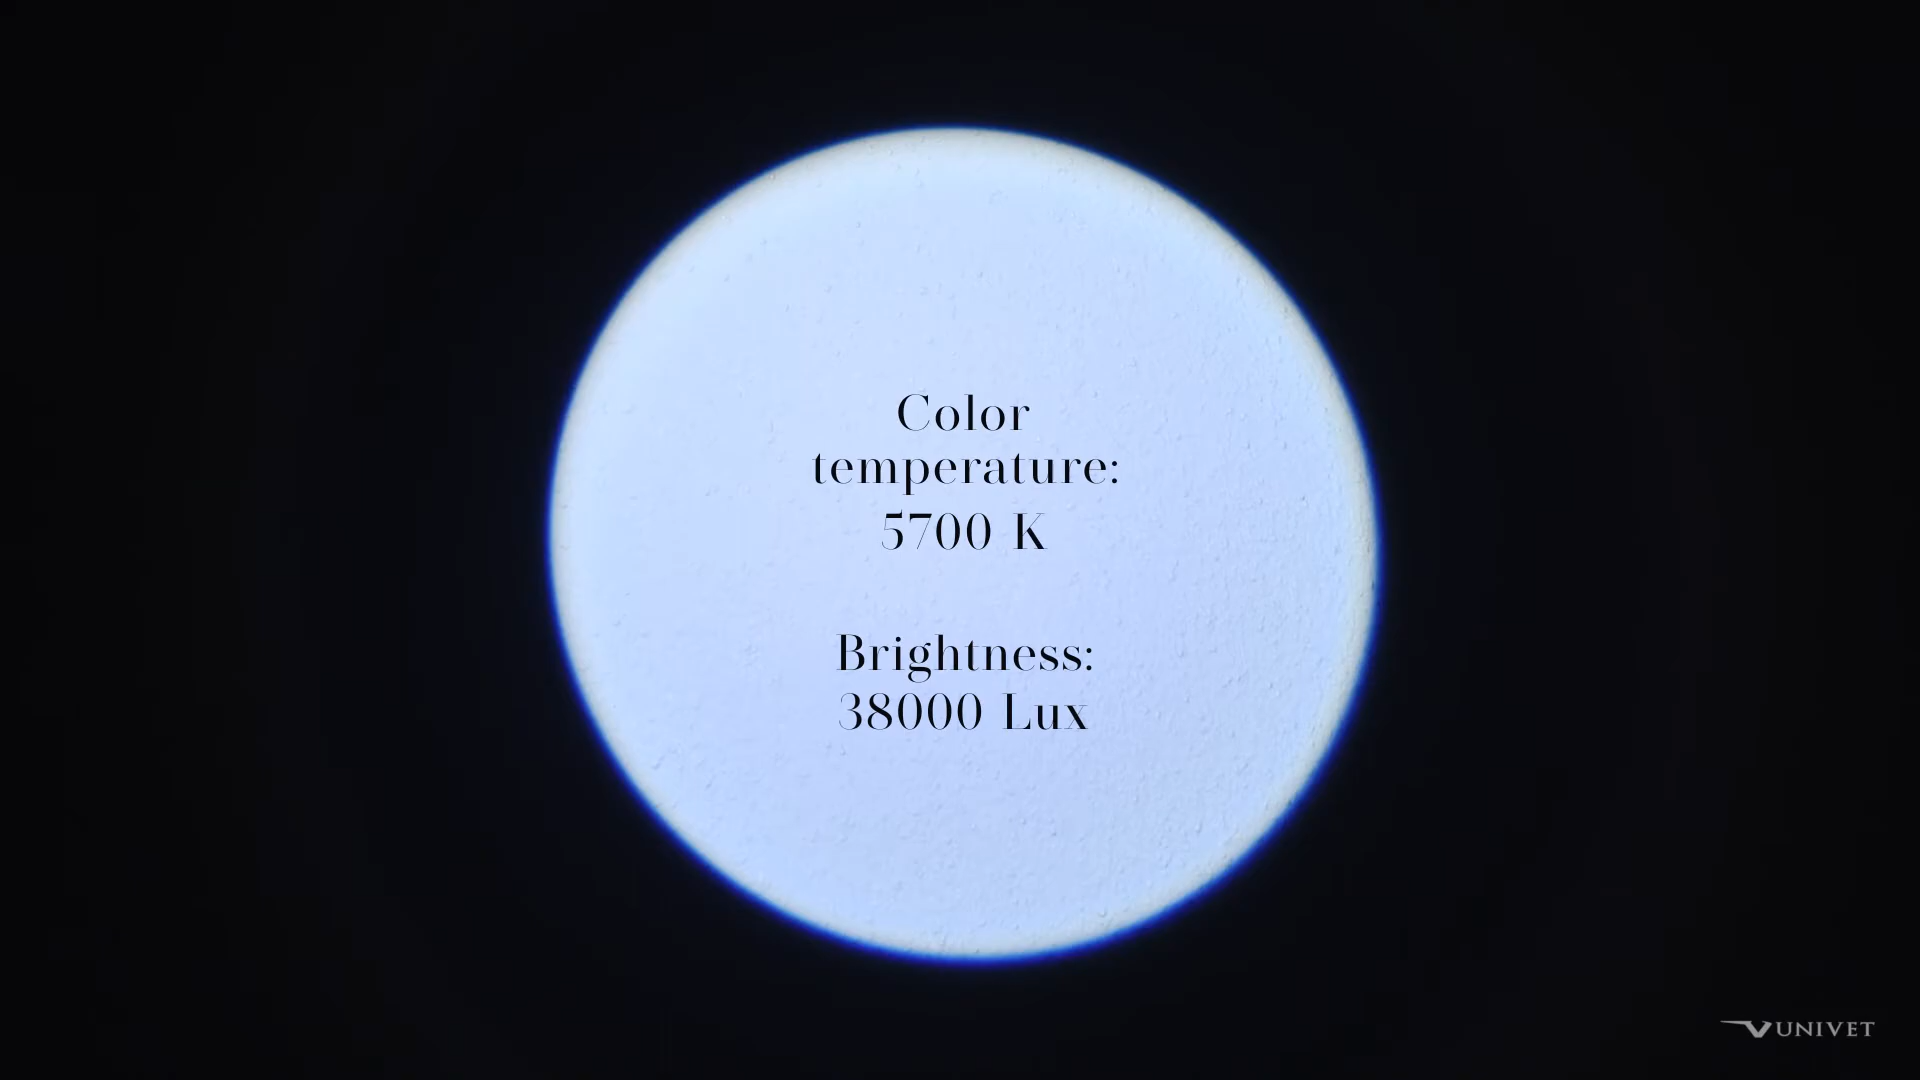 Color
temperature:
5700 K
Brightness:
38000 Lux
UNIVET